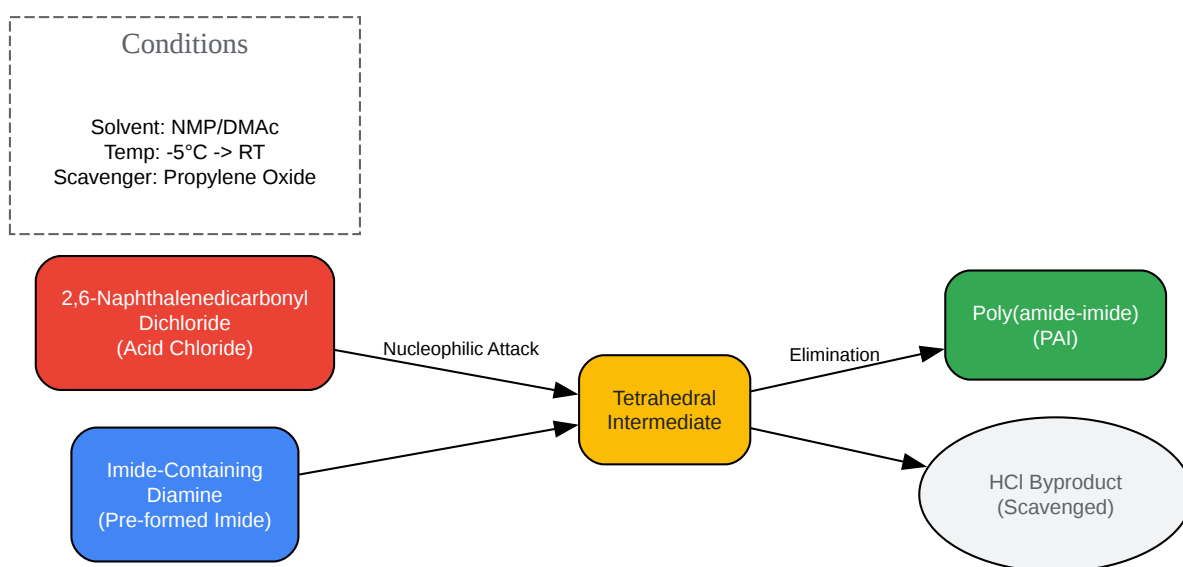 Conditions
Solvent: NMP/DMAc
Temp: -5°C -> RT
Scavenger: Propylene Oxide
2,6-Naphthalenedicarbonyl
Dichloride
(Acid Chloride)
Nucleophilic Attack
Imide-Containing
Diamine
(Pre-formed Imide)
Tetrahedral
Intermediate
Elimination
Poly(amide-imide)
(PAI)
HCl Byproduct
(Scavenged)